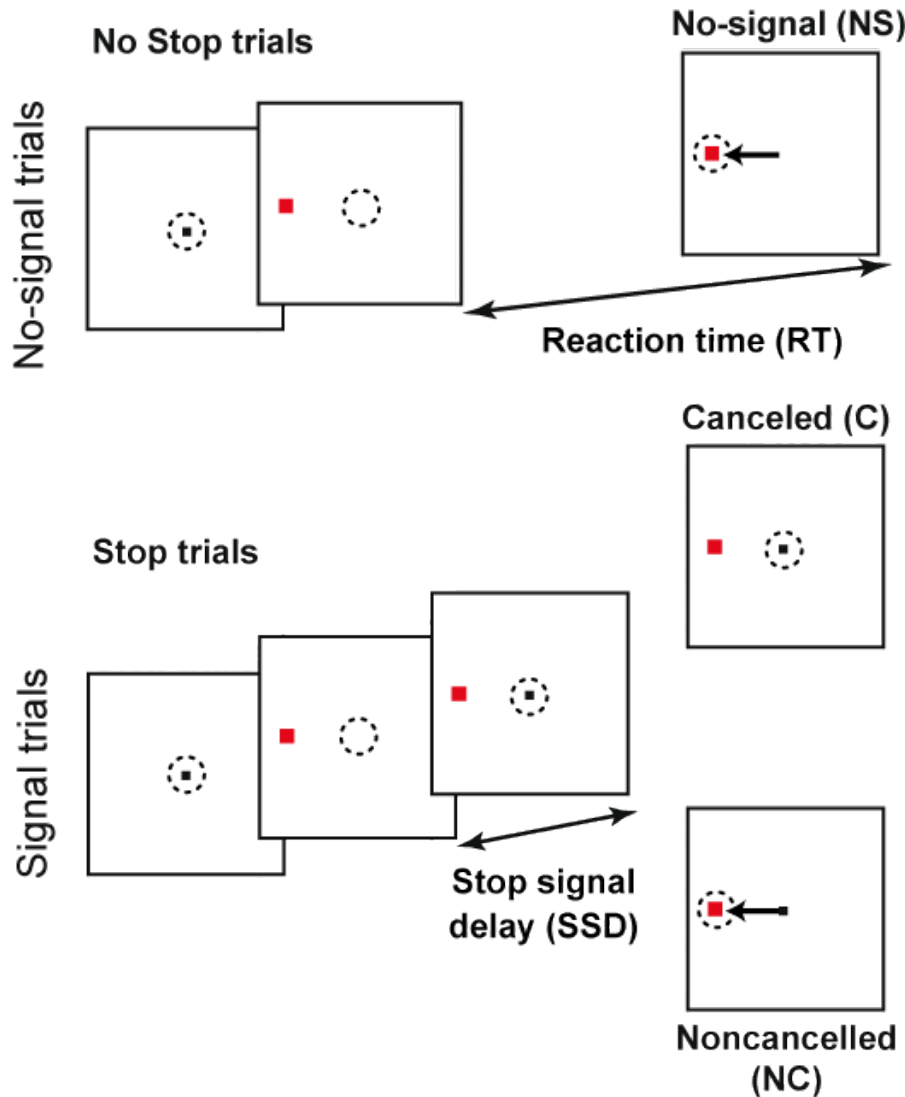 No Stop trials
No-signal (NS)
No-signal trials
Reaction time (RT)
Canceled (C)
Stop trials
Signal trials
Stop signal
delay (SSD)
Noncancelled
(NC)